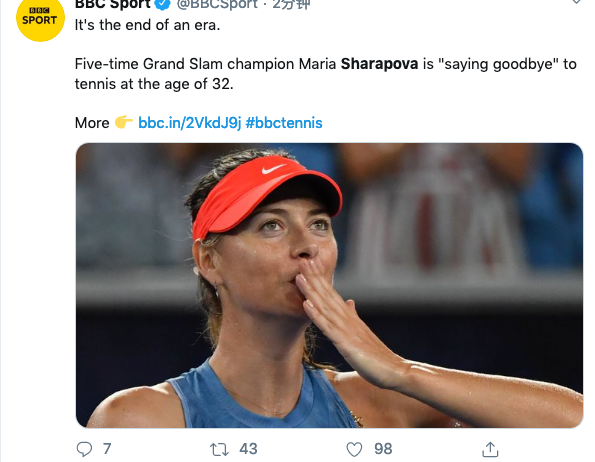 BBC Sport @BBCSport · 2分钟
BBC
SPORT
It's the end of an era.
Five-time Grand Slam champion Maria Sharapova is "saying goodbye" to
tennis at the age of 32.
More 👉 bbc.in/2VkdJ9j #bbctennis
7 43 98